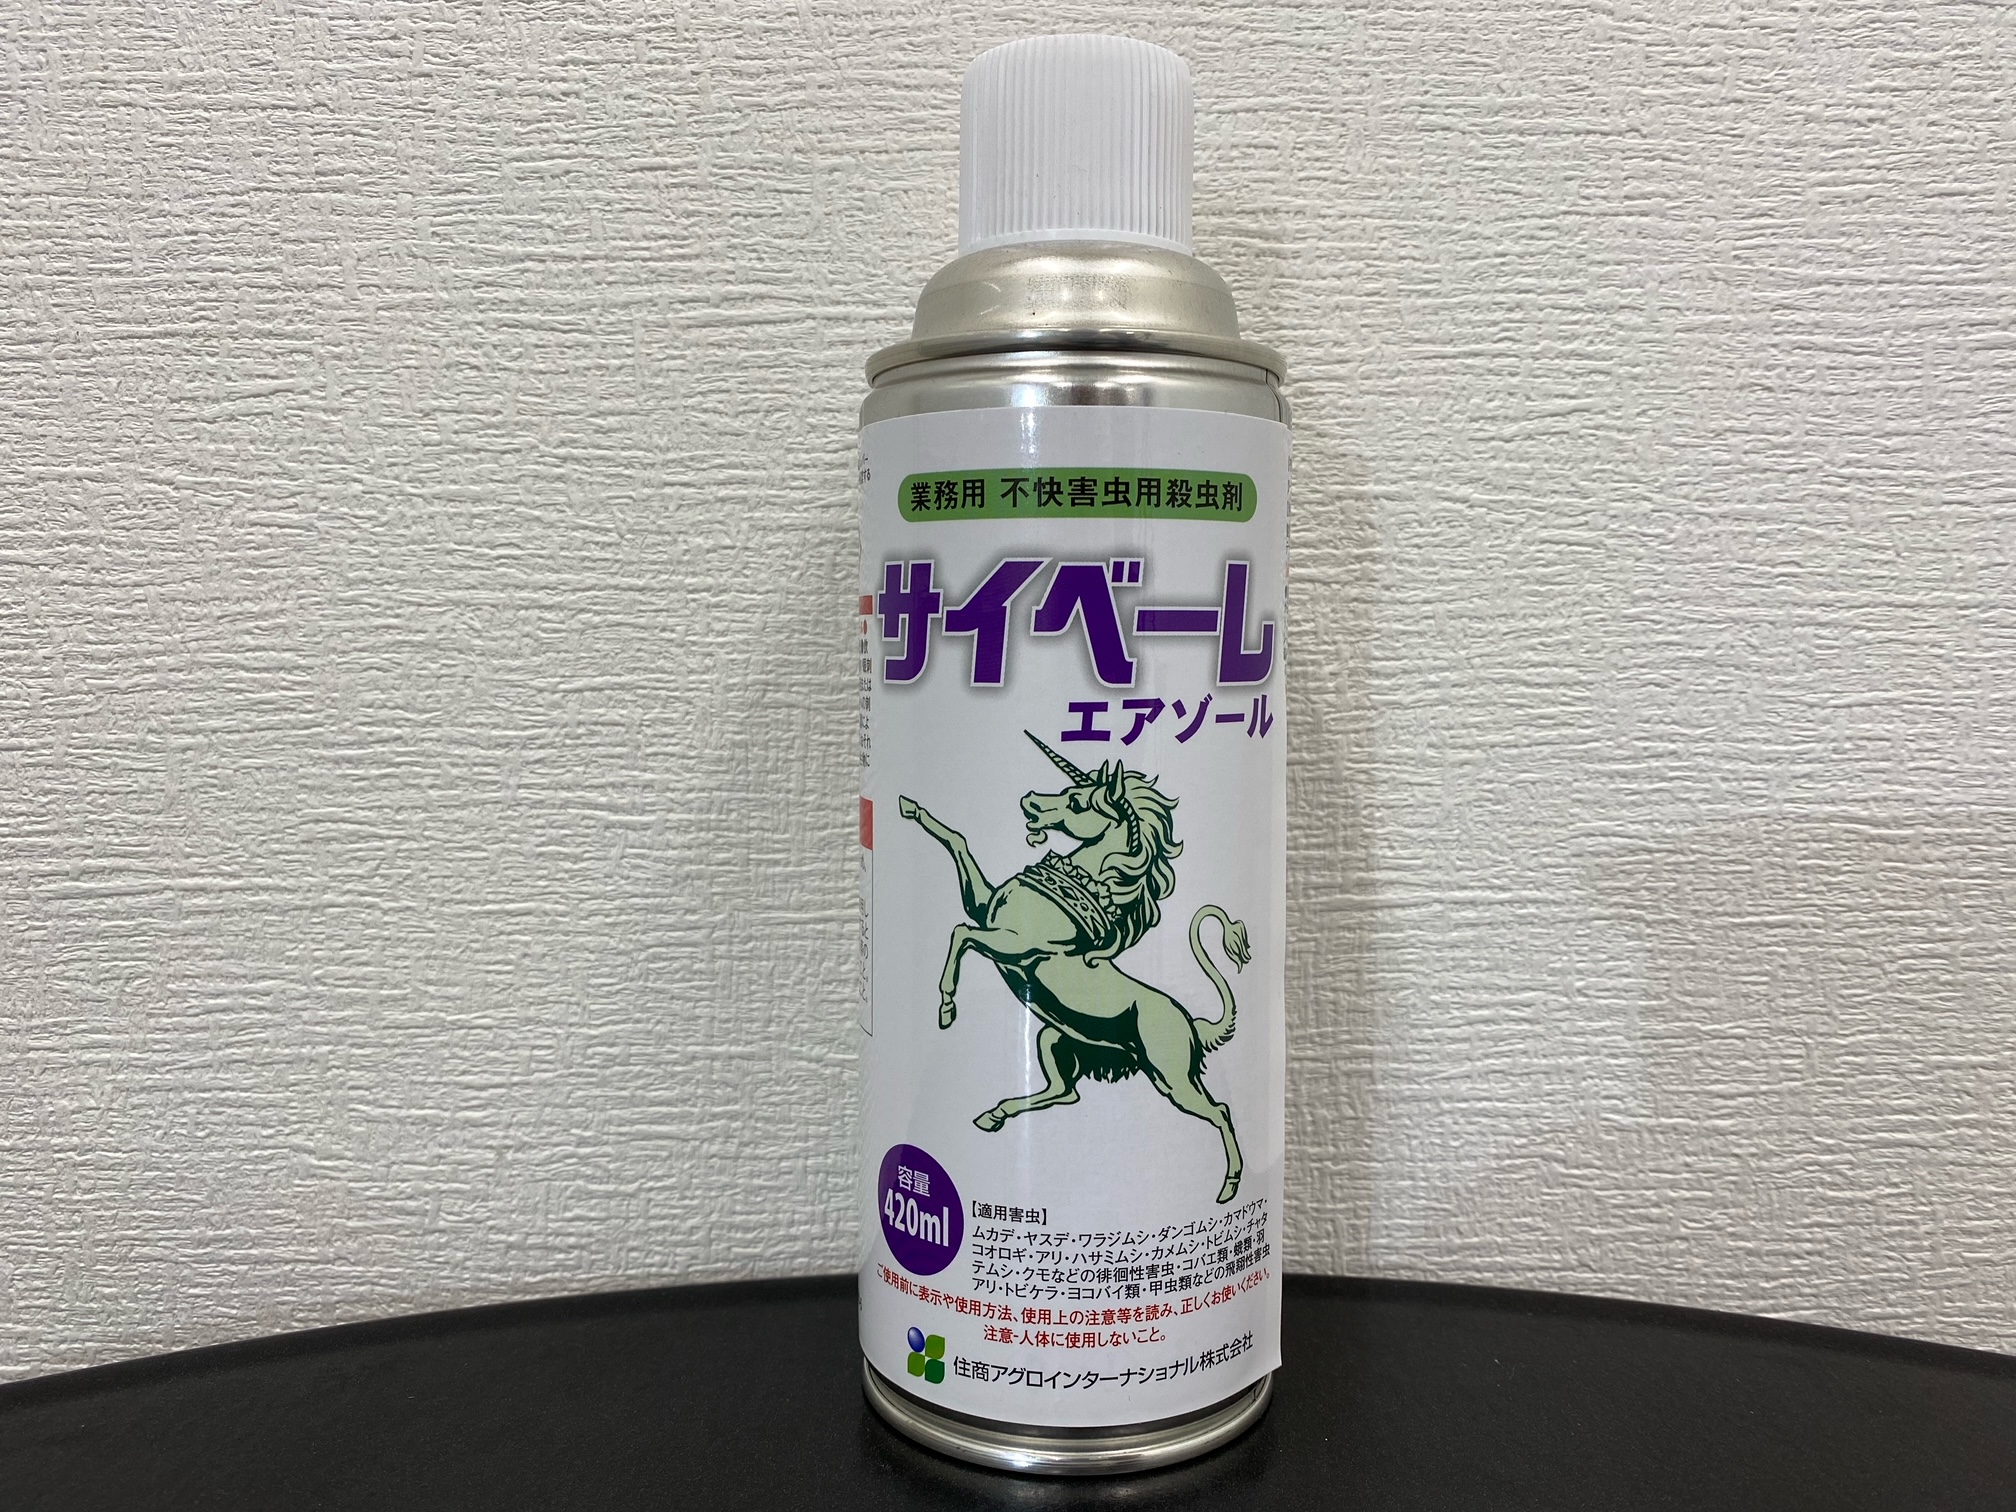 業務用 不快害虫用殺虫剤
サイベーレ
エアゾール
容量
420ml
【適用害虫】
ムカデ・ヤスデ・ワラジムシ・ダンゴムシ・カマドウマ・
コオロギ・アリ・ハサミムシ・カメムシ・トビムシ・チャタ
テムシ・クモなどの徘徊性害虫・コバエ類・蛾類・羽
アリ・トビケラ・ヨコバイ類・甲虫類などの飛翔性害虫
ご使用前に表示や使用方法、使用上の注意等を読み、正しくお使いください。
注意-人体に使用しないこと。
住商アグロインターナショナル株式会社